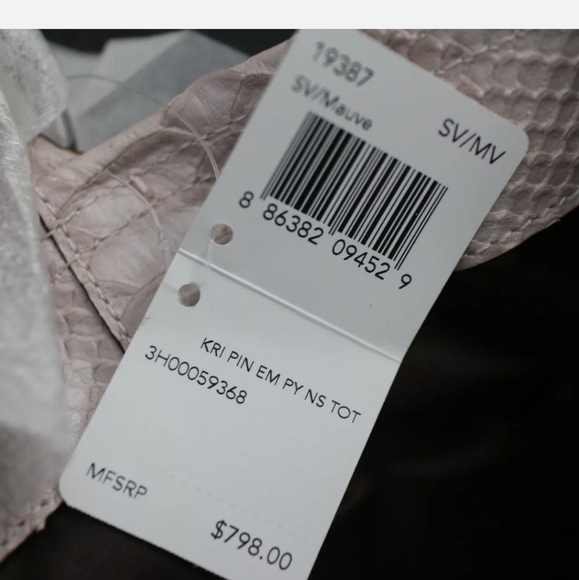 19387
SV/Mauve
SV/MV
8 86382 09452 9
KRI PIN EM PY NS TOT
3H00059368
MFSRP
$798.00